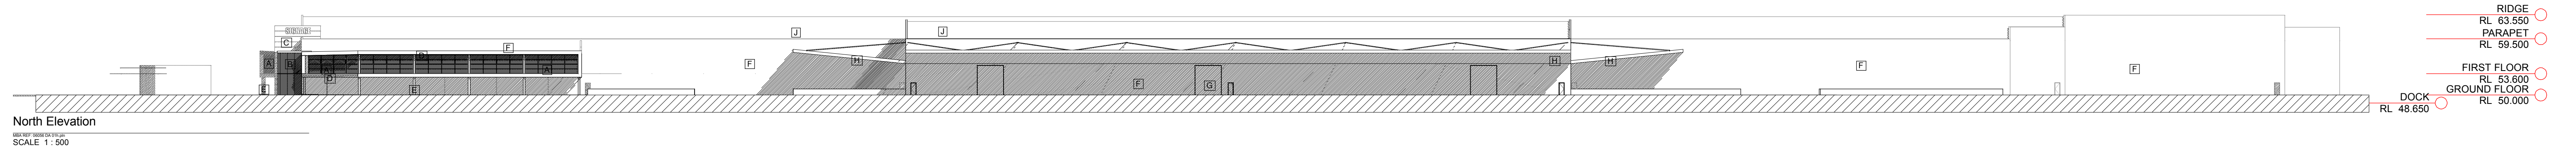 RIDGE
RL 63.550
PARAPET
RL 59.500
FIRST FLOOR
RL 53.600
GROUND FLOOR
RL 50.000
DOCK
RL 48.650
J
J
C
F
B
A
B
A
A
D
E
E
F
H
H
H
F
G
F
F
North Elevation
SCALE 1 : 500